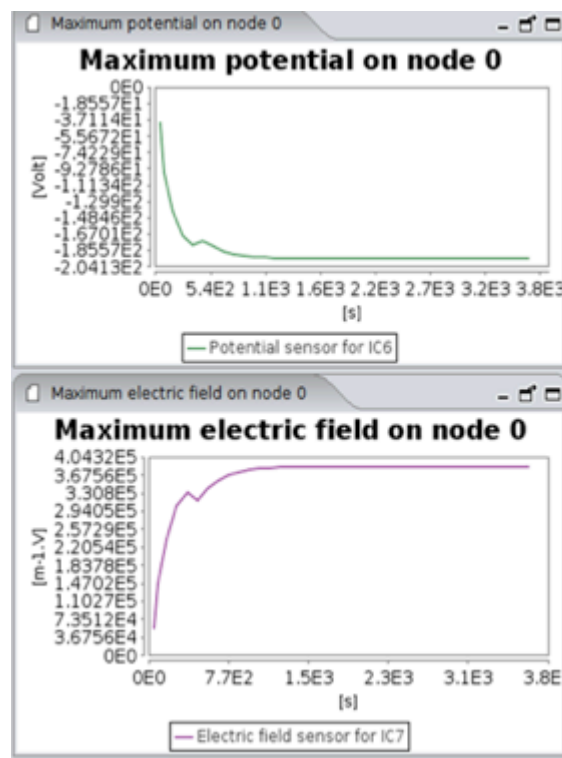 Maximum potential on node 0
Maximum potential on node 0
0E0
-1.8557E1
-3.7114E1
-5.5672E1
-7.4229E1
-9.2786E1
-1.1134E2
-1.299E2
-1.4846E2
-1.6701E2
-1.8557E2
-2.0413E2
[Volt]
0E0 5.4E2 1.1E3 1.6E3 2.2E3 2.7E3 3.2E3 3.8E3
[s]
Potential sensor for IC6
Maximum electric field on node 0
Maximum electric field on node 0
4.0432E5
3.6756E5
3.308E5
2.9405E5
2.5729E5
2.2054E5
1.8378E5
1.4702E5
1.1027E5
7.3512E4
3.6756E4
0E0
[m-1.V]
0E0 7.7E2 1.5E3 2.3E3 3.1E3 3.8E
[s]
Electric field sensor for IC7